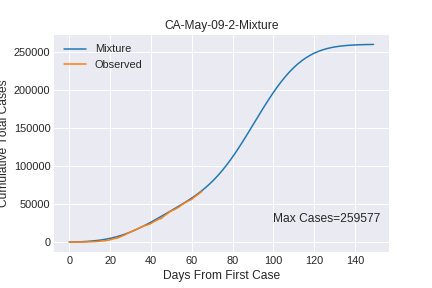 CA-May-09-2-Mixture
Mixture
Observed
250000
200000
150000
100000
50000
0
Cumulative Total Cases
Max Cases=259577
0 20 40 60 80 100 120 140
Days From First Case